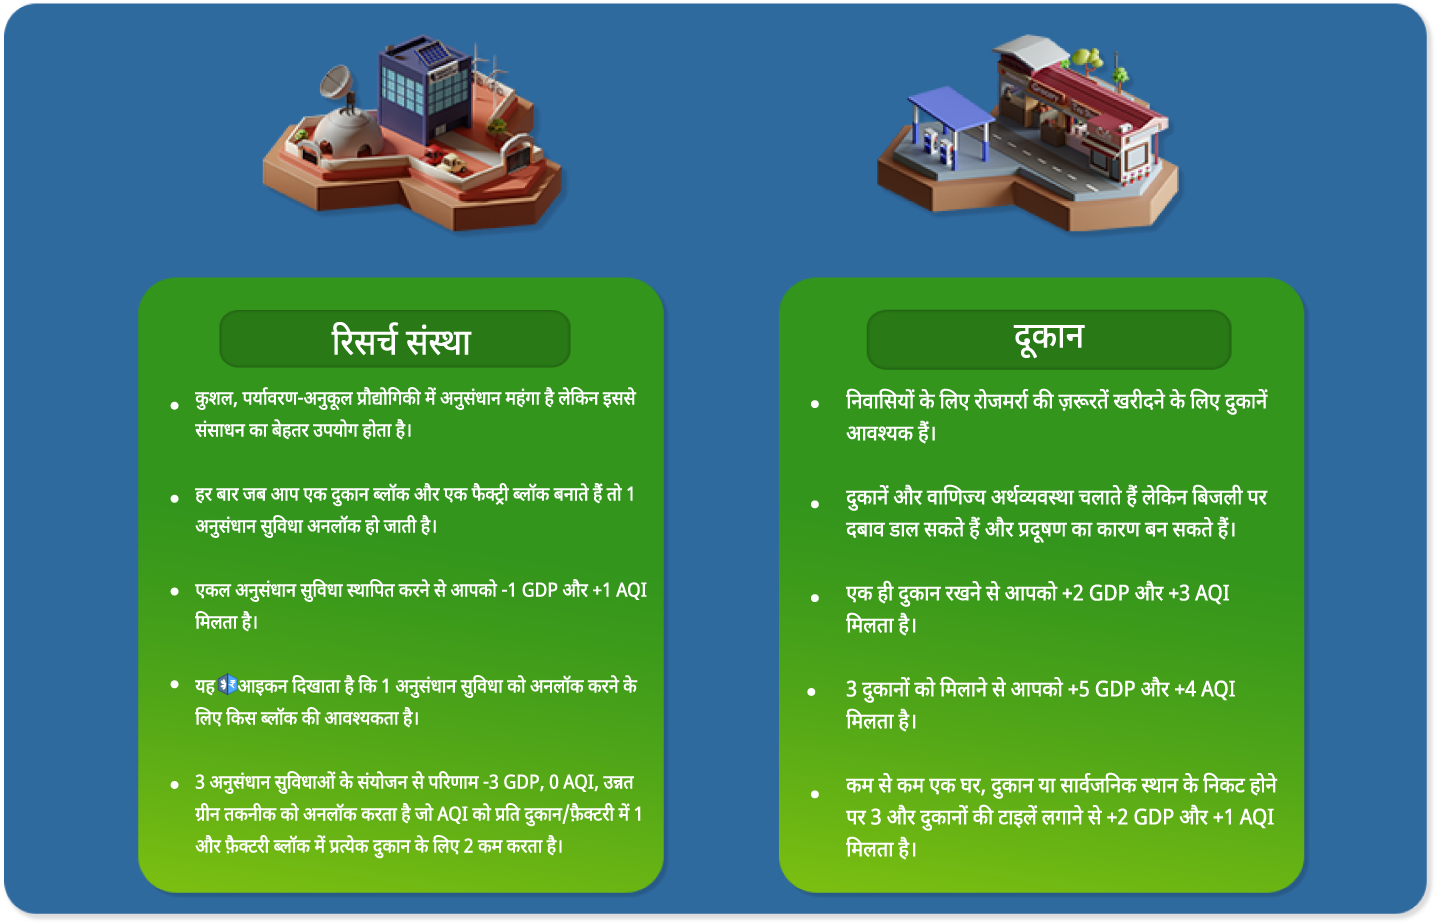 रिसर्च संस्था
कुशल, पर्यावरण-अनुकूल प्रौद्योगिकी में अनुसंधान महंगा है लेकिन इससे
संसाधन का बेहतर उपयोग होता है।
हर बार जब आप एक दुकान ब्लॉक और एक फैक्ट्री ब्लॉक बनाते हैं तो 1
अनुसंधान सुविधा अनलॉक हो जाती है।
एकल अनुसंधान सुविधा स्थापित करने से आपको -1 GDP और +1 AQI
मिलता है।
यह आइकन दिखाता है कि 1 अनुसंधान सुविधा को अनलॉक करने के
लिए किस ब्लॉक की आवश्यकता है।
3 अनुसंधान सुविधाओं के संयोजन से परिणाम -3 GDP, 0 AQI, उन्नत
ग्रीन तकनीक को अनलॉक करता है जो AQI को प्रति दुकान/फ़ैक्टरी में 1
और फ़ैक्टरी ब्लॉक में प्रत्येक दुकान के लिए 2 कम करता है।
दूकान
निवासियों के लिए रोजमर्रा की ज़रूरतें खरीदने के लिए दुकानें
आवश्यक हैं।
दुकानें और वाणिज्य अर्थव्यवस्था चलाते हैं लेकिन बिजली पर
दबाव डाल सकते हैं और प्रदूषण का कारण बन सकते हैं।
एक ही दुकान रखने से आपको +2 GDP और +3 AQI
मिलता है।
3 दुकानों को मिलाने से आपको +5 GDP और +4 AQI
मिलता है।
कम से कम एक घर, दुकान या सार्वजनिक स्थान के निकट होने
पर 3 और दुकानों की टाइलें लगाने से +2 GDP और +1 AQI
मिलता है।